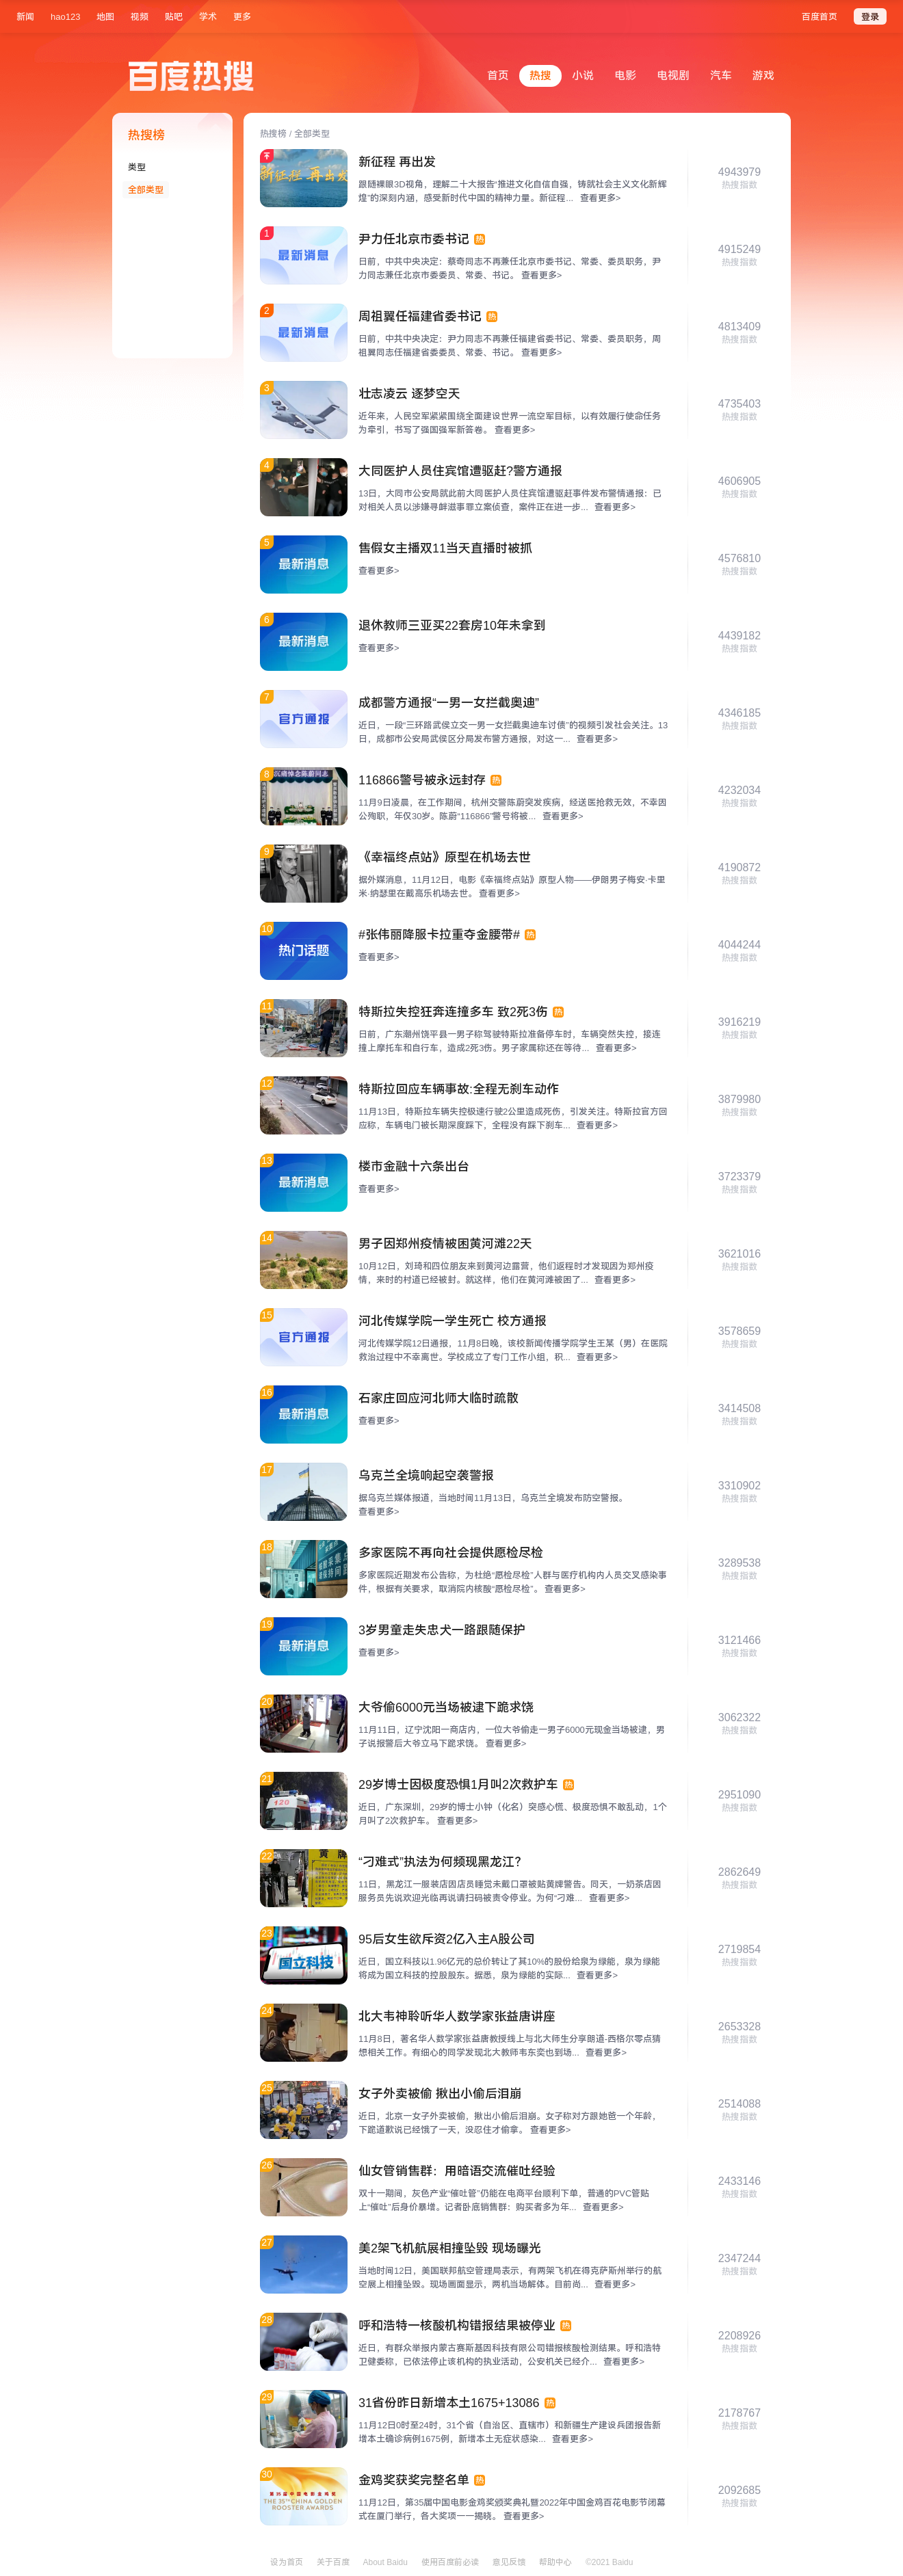 新闻 hao123 地图 视频 贴吧 学术 更多 百度首页 登录
百度热搜
首页 热搜 小说 电影 电视剧 汽车 游戏
热搜榜
类型
全部类型
热搜榜 / 全部类型
新征程 再出发
新征程 再出发
跟随裸眼3D视角，理解二十大报告“推进文化自信自强，铸就社会主义文化新辉
煌”的深刻内涵，感受新时代中国的精神力量。新征程... 查看更多>
4943979
热搜指数
1
最新消息
尹力任北京市委书记 热
日前，中共中央决定：蔡奇同志不再兼任北京市委书记、常委、委员职务，尹
力同志兼任北京市委委员、常委、书记。 查看更多>
4915249
热搜指数
2
最新消息
周祖翼任福建省委书记 热
日前，中共中央决定：尹力同志不再兼任福建省委书记、常委、委员职务，周
祖翼同志任福建省委委员、常委、书记。 查看更多>
4813409
热搜指数
3
壮志凌云 逐梦空天
近年来，人民空军紧紧围绕全面建设世界一流空军目标，以有效履行使命任务
为牵引，书写了强国强军新答卷。 查看更多>
4735403
热搜指数
4
大同医护人员住宾馆遭驱赶?警方通报
13日，大同市公安局就此前大同医护人员住宾馆遭驱赶事件发布警情通报：已
对相关人员以涉嫌寻衅滋事罪立案侦查，案件正在进一步... 查看更多>
4606905
热搜指数
5
最新消息
售假女主播双11当天直播时被抓
查看更多>
4576810
热搜指数
6
最新消息
退休教师三亚买22套房10年未拿到
查看更多>
4439182
热搜指数
7
官方通报
成都警方通报“一男一女拦截奥迪”
近日，一段“三环路武侯立交一男一女拦截奥迪车讨债”的视频引发社会关注。13
日，成都市公安局武侯区分局发布警方通报，对这一... 查看更多>
4346185
热搜指数
8
沉痛悼念陈蔚同志
116866警号被永远封存 热
11月9日凌晨，在工作期间，杭州交警陈蔚突发疾病，经送医抢救无效，不幸因
公殉职，年仅30岁。陈蔚“116866”警号将被... 查看更多>
4232034
热搜指数
9
《幸福终点站》原型在机场去世
据外媒消息，11月12日，电影《幸福终点站》原型人物——伊朗男子梅安·卡里
米·纳瑟里在戴高乐机场去世。 查看更多>
4190872
热搜指数
10
热门话题
#张伟丽降服卡拉重夺金腰带# 热
查看更多>
4044244
热搜指数
11
特斯拉失控狂奔连撞多车 致2死3伤 热
日前，广东潮州饶平县一男子称驾驶特斯拉准备停车时，车辆突然失控，接连
撞上摩托车和自行车，造成2死3伤。男子家属称还在等待... 查看更多>
3916219
热搜指数
12
特斯拉回应车辆事故:全程无刹车动作
11月13日，特斯拉车辆失控极速行驶2公里造成死伤，引发关注。特斯拉官方回
应称，车辆电门被长期深度踩下，全程没有踩下刹车... 查看更多>
3879980
热搜指数
13
最新消息
楼市金融十六条出台
查看更多>
3723379
热搜指数
14
男子因郑州疫情被困黄河滩22天
10月12日，刘琦和四位朋友来到黄河边露营，他们返程时才发现因为郑州疫
情，来时的村道已经被封。就这样，他们在黄河滩被困了... 查看更多>
3621016
热搜指数
15
官方通报
河北传媒学院一学生死亡 校方通报
河北传媒学院12日通报，11月8日晚，该校新闻传播学院学生王某（男）在医院
救治过程中不幸离世。学校成立了专门工作小组，积... 查看更多>
3578659
热搜指数
16
最新消息
石家庄回应河北师大临时疏散
查看更多>
3414508
热搜指数
17
乌克兰全境响起空袭警报
据乌克兰媒体报道，当地时间11月13日，乌克兰全境发布防空警报。
查看更多>
3310902
热搜指数
18
多家医院不再向社会提供愿检尽检
多家医院近期发布公告称，为杜绝“愿检尽检”人群与医疗机构内人员交叉感染事
件，根据有关要求，取消院内核酸“愿检尽检”。 查看更多>
3289538
热搜指数
19
最新消息
3岁男童走失忠犬一路跟随保护
查看更多>
3121466
热搜指数
20
大爷偷6000元当场被逮下跪求饶
11月11日，辽宁沈阳一商店内，一位大爷偷走一男子6000元现金当场被逮，男
子说报警后大爷立马下跪求饶。 查看更多>
3062322
热搜指数
21
120
29岁博士因极度恐惧1月叫2次救护车 热
近日，广东深圳，29岁的博士小钟（化名）突感心慌、极度恐惧不敢乱动，1个
月叫了2次救护车。 查看更多>
2951090
热搜指数
22
黄 牌
“刁难式”执法为何频现黑龙江？
11日，黑龙江一服装店因店员睡觉未戴口罩被贴黄牌警告。同天，一奶茶店因
服务员先说欢迎光临再说请扫码被责令停业。为何“刁难... 查看更多>
2862649
热搜指数
23
国立科技
95后女生欲斥资2亿入主A股公司
近日，国立科技以1.96亿元的总价转让了其10%的股份给泉为绿能，泉为绿能
将成为国立科技的控股股东。据悉，泉为绿能的实际... 查看更多>
2719854
热搜指数
24
北大韦神聆听华人数学家张益唐讲座
11月8日，著名华人数学家张益唐教授线上与北大师生分享朗道-西格尔零点猜
想相关工作。有细心的同学发现北大教师韦东奕也到场... 查看更多>
2653328
热搜指数
25
女子外卖被偷 揪出小偷后泪崩
近日，北京一女子外卖被偷，揪出小偷后泪崩。女子称对方跟她爸一个年龄，
下跪道歉说已经饿了一天，没忍住才偷拿。 查看更多>
2514088
热搜指数
26
仙女管销售群：用暗语交流催吐经验
双十一期间，灰色产业“催吐管”仍能在电商平台顺利下单，普通的PVC管贴
上“催吐”后身价暴增。记者卧底销售群：购买者多为年... 查看更多>
2433146
热搜指数
27
美2架飞机航展相撞坠毁 现场曝光
当地时间12日，美国联邦航空管理局表示，有两架飞机在得克萨斯州举行的航
空展上相撞坠毁。现场画面显示，两机当场解体。目前尚... 查看更多>
2347244
热搜指数
28
呼和浩特一核酸机构错报结果被停业 热
近日，有群众举报内蒙古赛斯基因科技有限公司错报核酸检测结果。呼和浩特
卫健委称，已依法停止该机构的执业活动，公安机关已经介... 查看更多>
2208926
热搜指数
29
31省份昨日新增本土1675+13086 热
11月12日0时至24时，31个省（自治区、直辖市）和新疆生产建设兵团报告新
增本土确诊病例1675例，新增本土无症状感染... 查看更多>
2178767
热搜指数
30
第35届中国电影金鸡奖
THE 35TH CHINA GOLDEN
ROOSTER AWARDS
金鸡奖获奖完整名单 热
11月12日，第35届中国电影金鸡奖颁奖典礼暨2022年中国金鸡百花电影节闭幕
式在厦门举行，各大奖项一一揭晓。 查看更多>
2092685
热搜指数
设为首页 关于百度 About Baidu 使用百度前必读 意见反馈 帮助中心 ©2021 Baidu